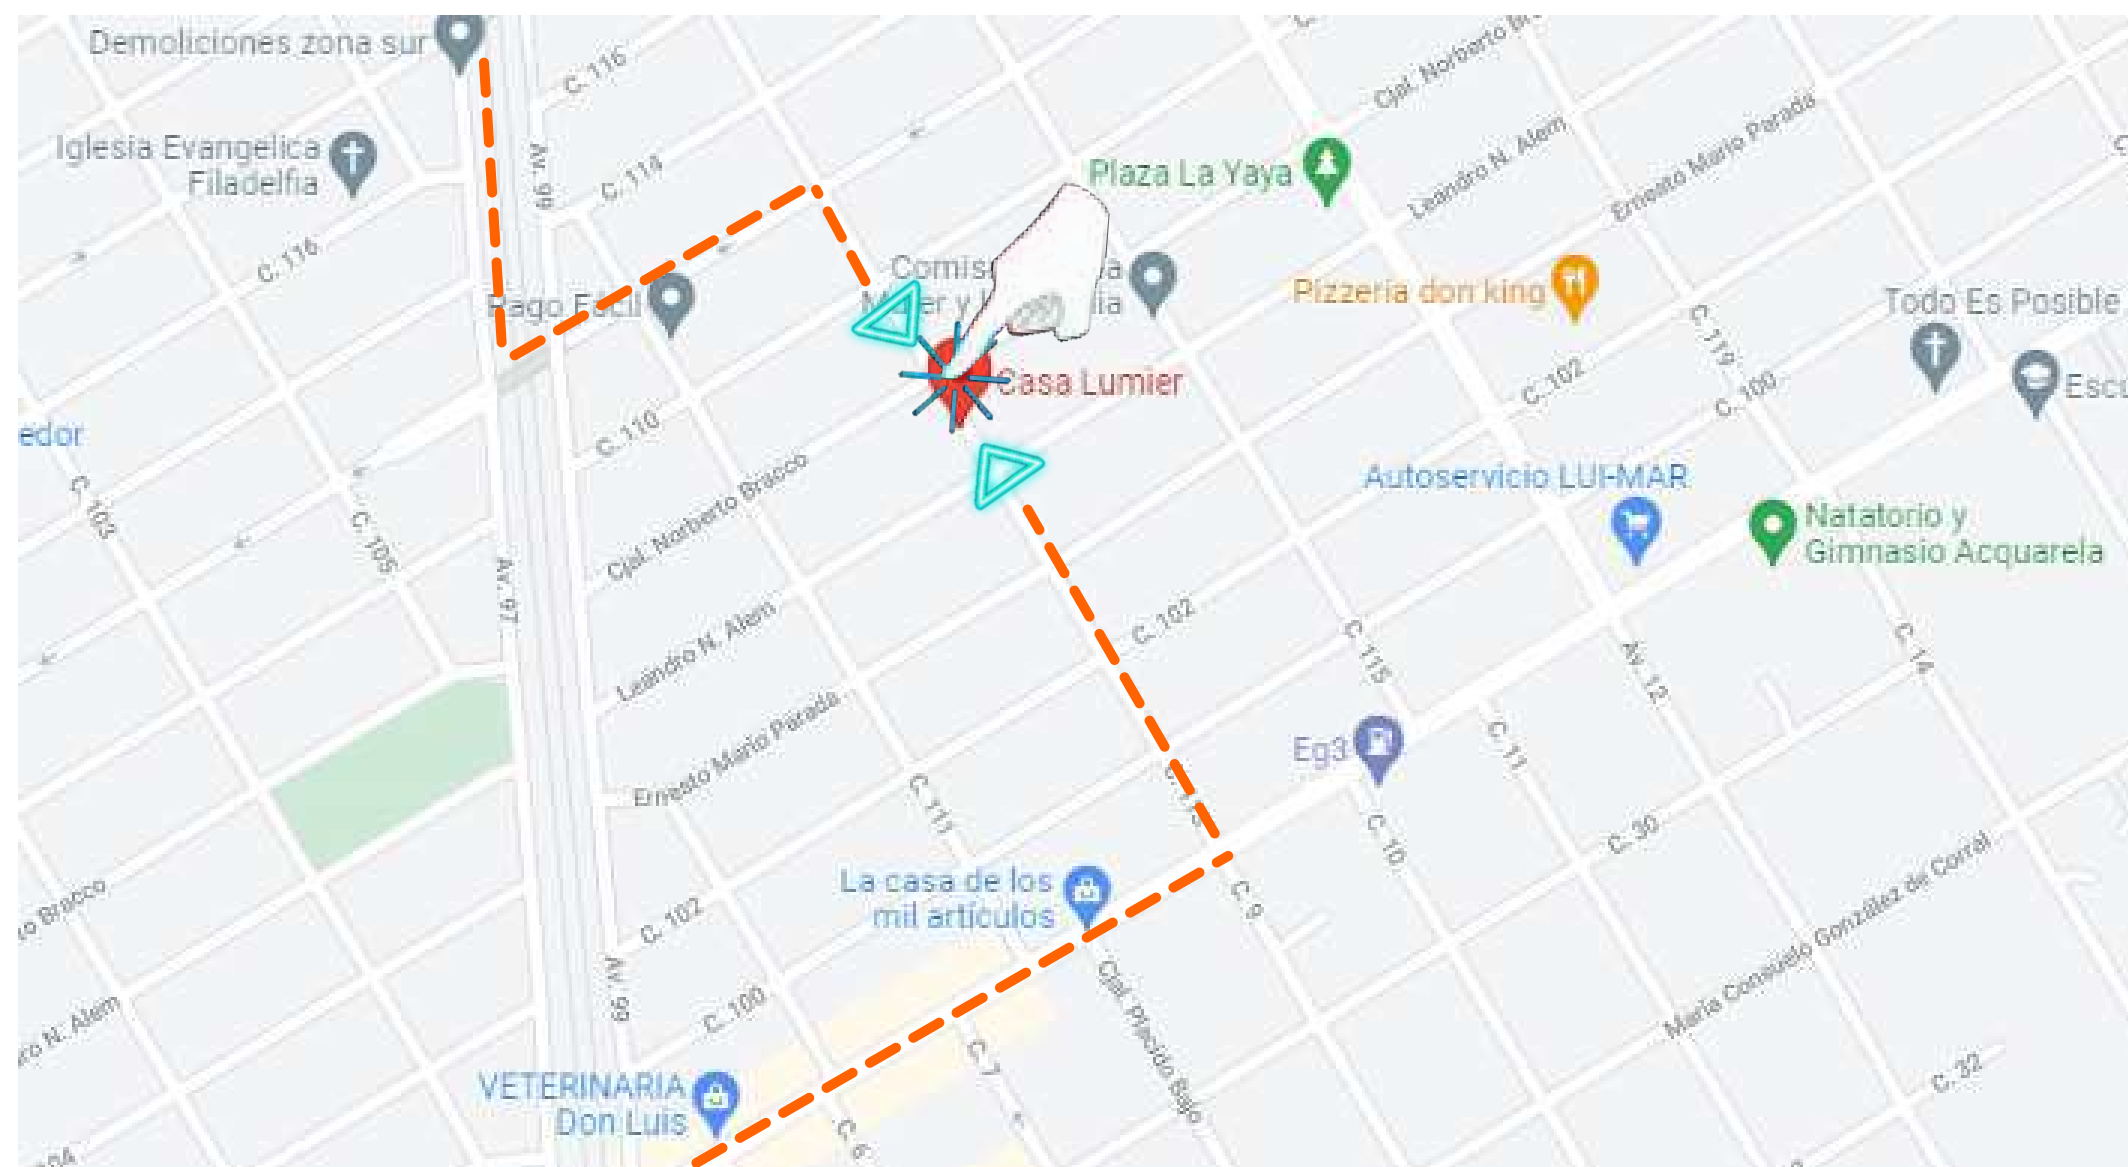 Demoliciones zona sur
C. 116
Cjal. Norberto
Iglesia Evangelica
Filadelfia
Av. 99
C. 114
Plaza La Yaya
Leandro N. Alem
Ernesto Mario Parada
C. 116
Pago Fácil
Pizzeria don king
Todo Es Posible
C. 119
Casa Lumier
C. 102
C. 100
edor
C. 110
C. 103
C. 105
Cjal. Norberto Bracco
Autoservicio LUI-MAR
Natatorio y
Gimnasio Acquarela
Av. 97
Leandro N. Alem
C. 102
C. 115
Av. 12
C. 14
Ernesto Mario Parada
Eg3
C. 11
C. 111
C. 10
C. 30
La casa de los
mil artículos
C. 9
to Bracco
C. 102
Av. 99
C. 100
Cjal. Plácido Bajo
María Consuelo González de Corral
ro N. Alem
C. 7
C. 32
VETERINARIA
Don Luis
C. 6